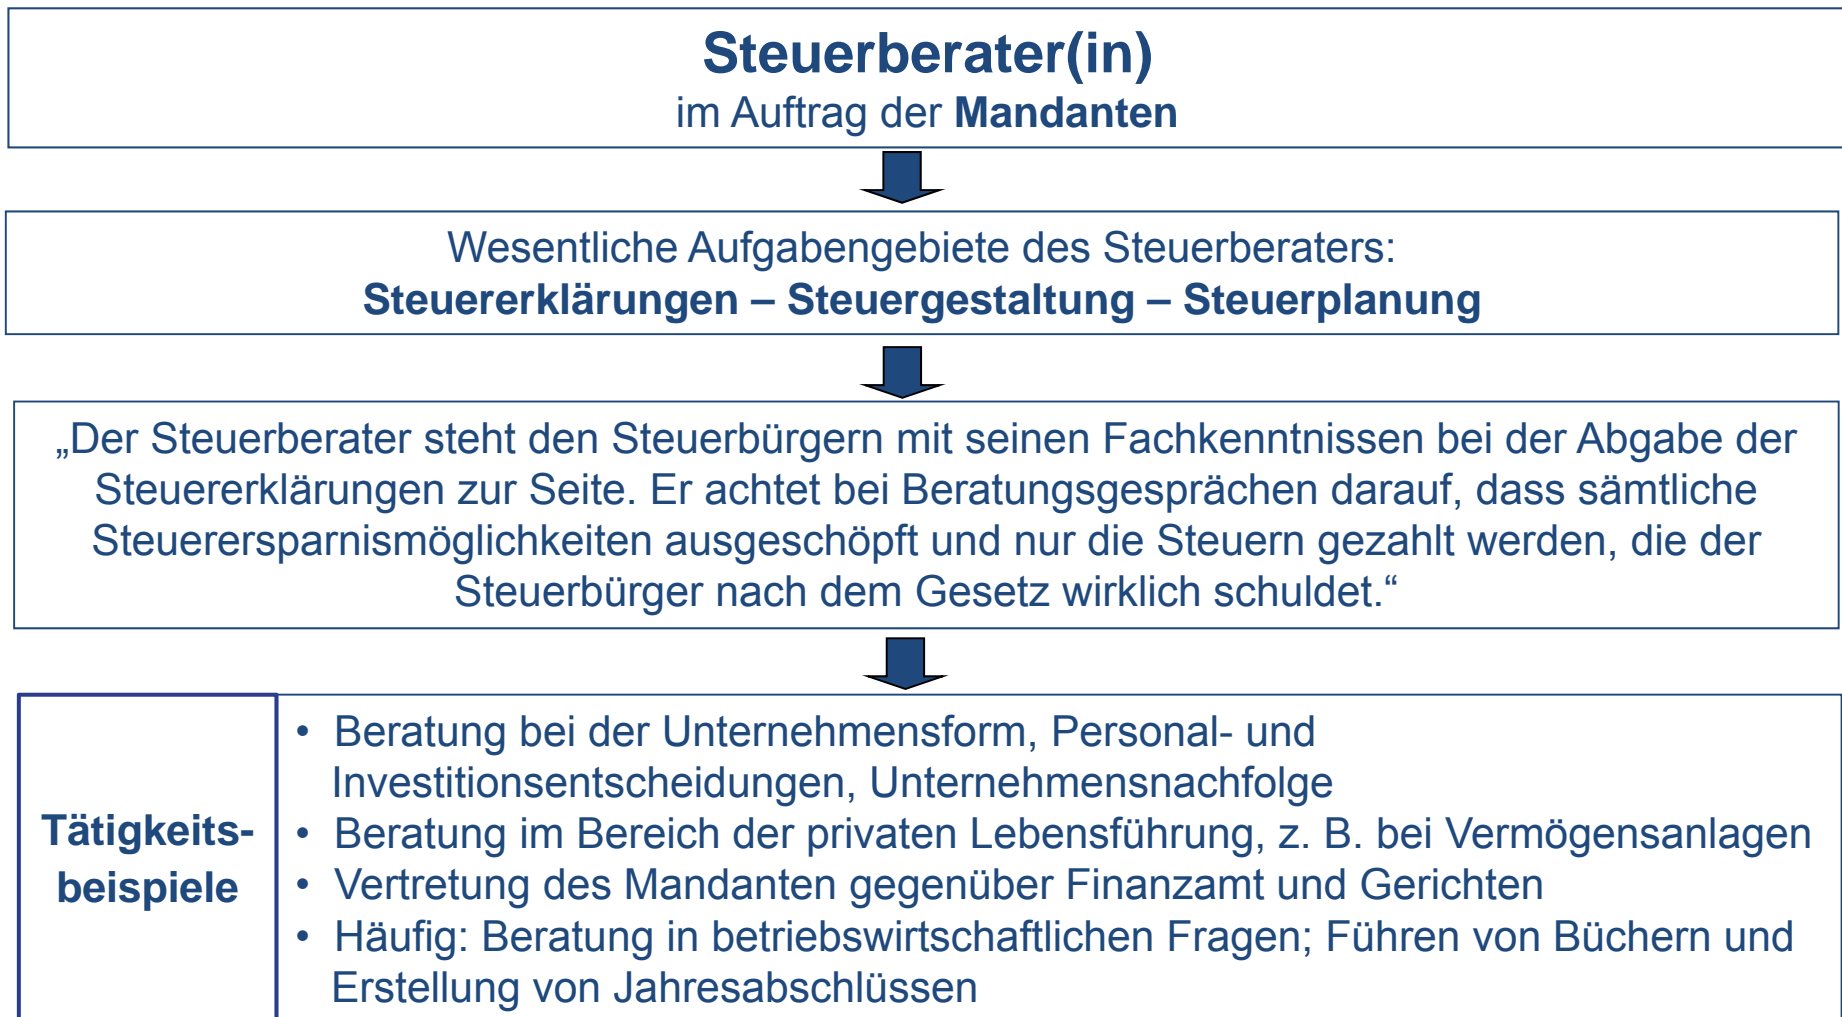 Steuerberater(in)
im Auftrag der Mandanten
Wesentliche Aufgabengebiete des Steuerberaters:
Steuererklärungen – Steuergestaltung – Steuerplanung
„Der Steuerberater steht den Steuerbürgern mit seinen Fachkenntnissen bei der Abgabe der
Steuererklärungen zur Seite. Er achtet bei Beratungsgesprächen darauf, dass sämtliche
Steuerersparnismöglichkeiten ausgeschöpft und nur die Steuern gezahlt werden, die der
Steuerbürger nach dem Gesetz wirklich schuldet.“
Tätigkeits-
beispiele
• Beratung bei der Unternehmensform, Personal- und
Investitionsentscheidungen, Unternehmensnachfolge
• Beratung im Bereich der privaten Lebensführung, z. B. bei Vermögensanlagen
• Vertretung des Mandanten gegenüber Finanzamt und Gerichten
• Häufig: Beratung in betriebswirtschaftlichen Fragen; Führen von Büchern und
Erstellung von Jahresabschlüssen